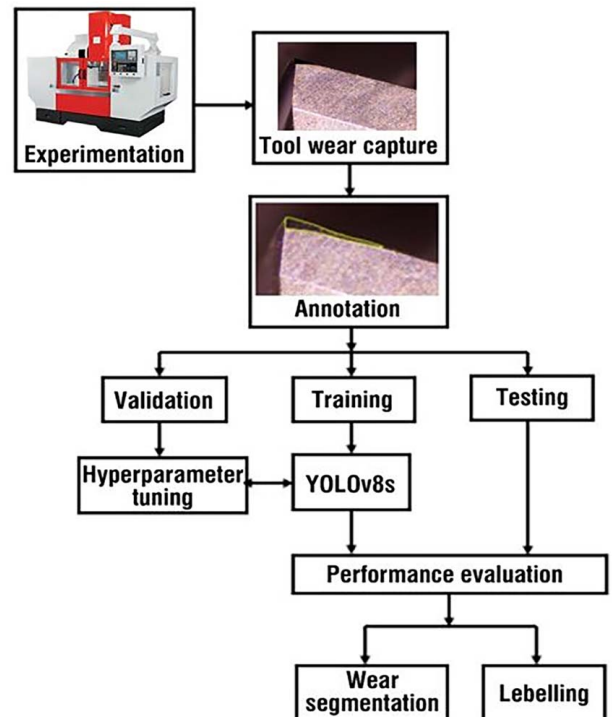 Experimentation
Tool wear capture
Annotation
Validation
Training
Testing
Hyperparameter
tuning
YOLOv8s
Performance evaluation
Wear
segmentation
Lebelling